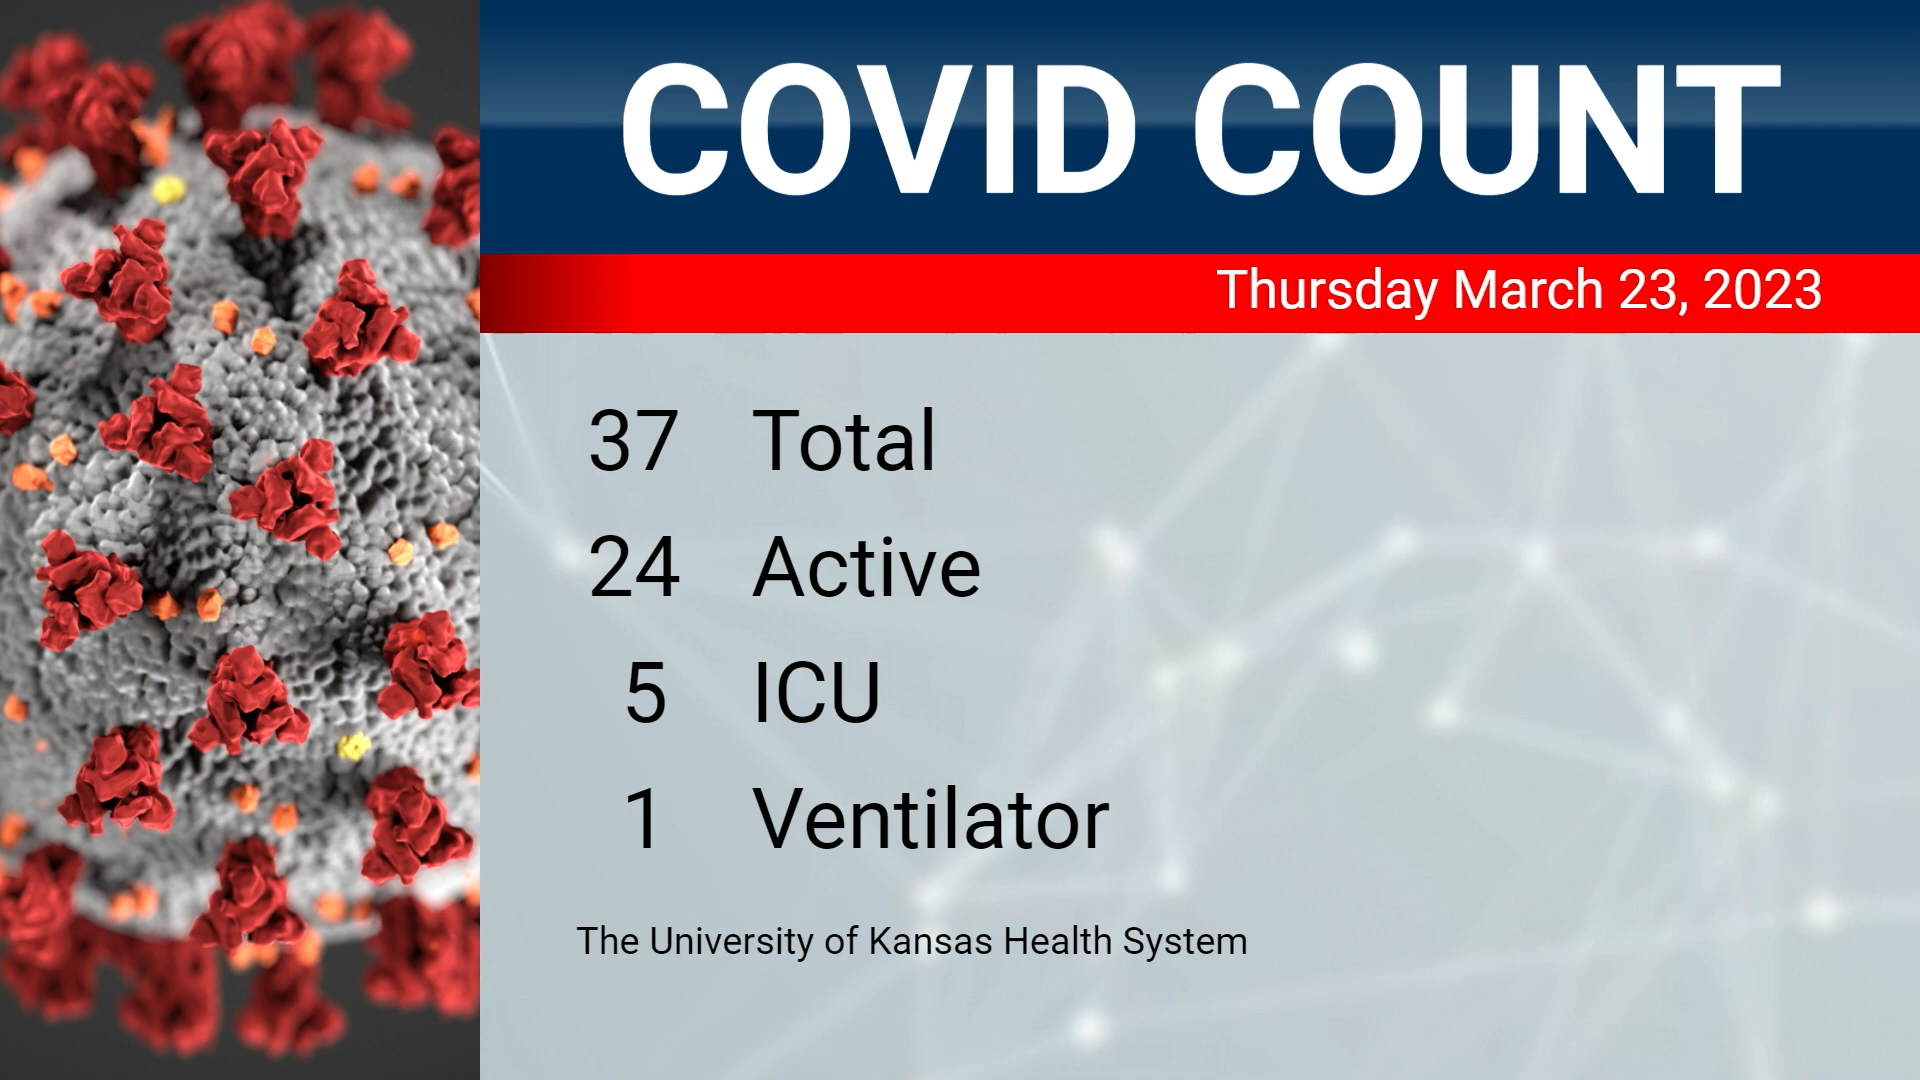 COVID COUNT
Thursday March 23, 2023
37 Total
24 Active
5 ICU
1 Ventilator
The University of Kansas Health System